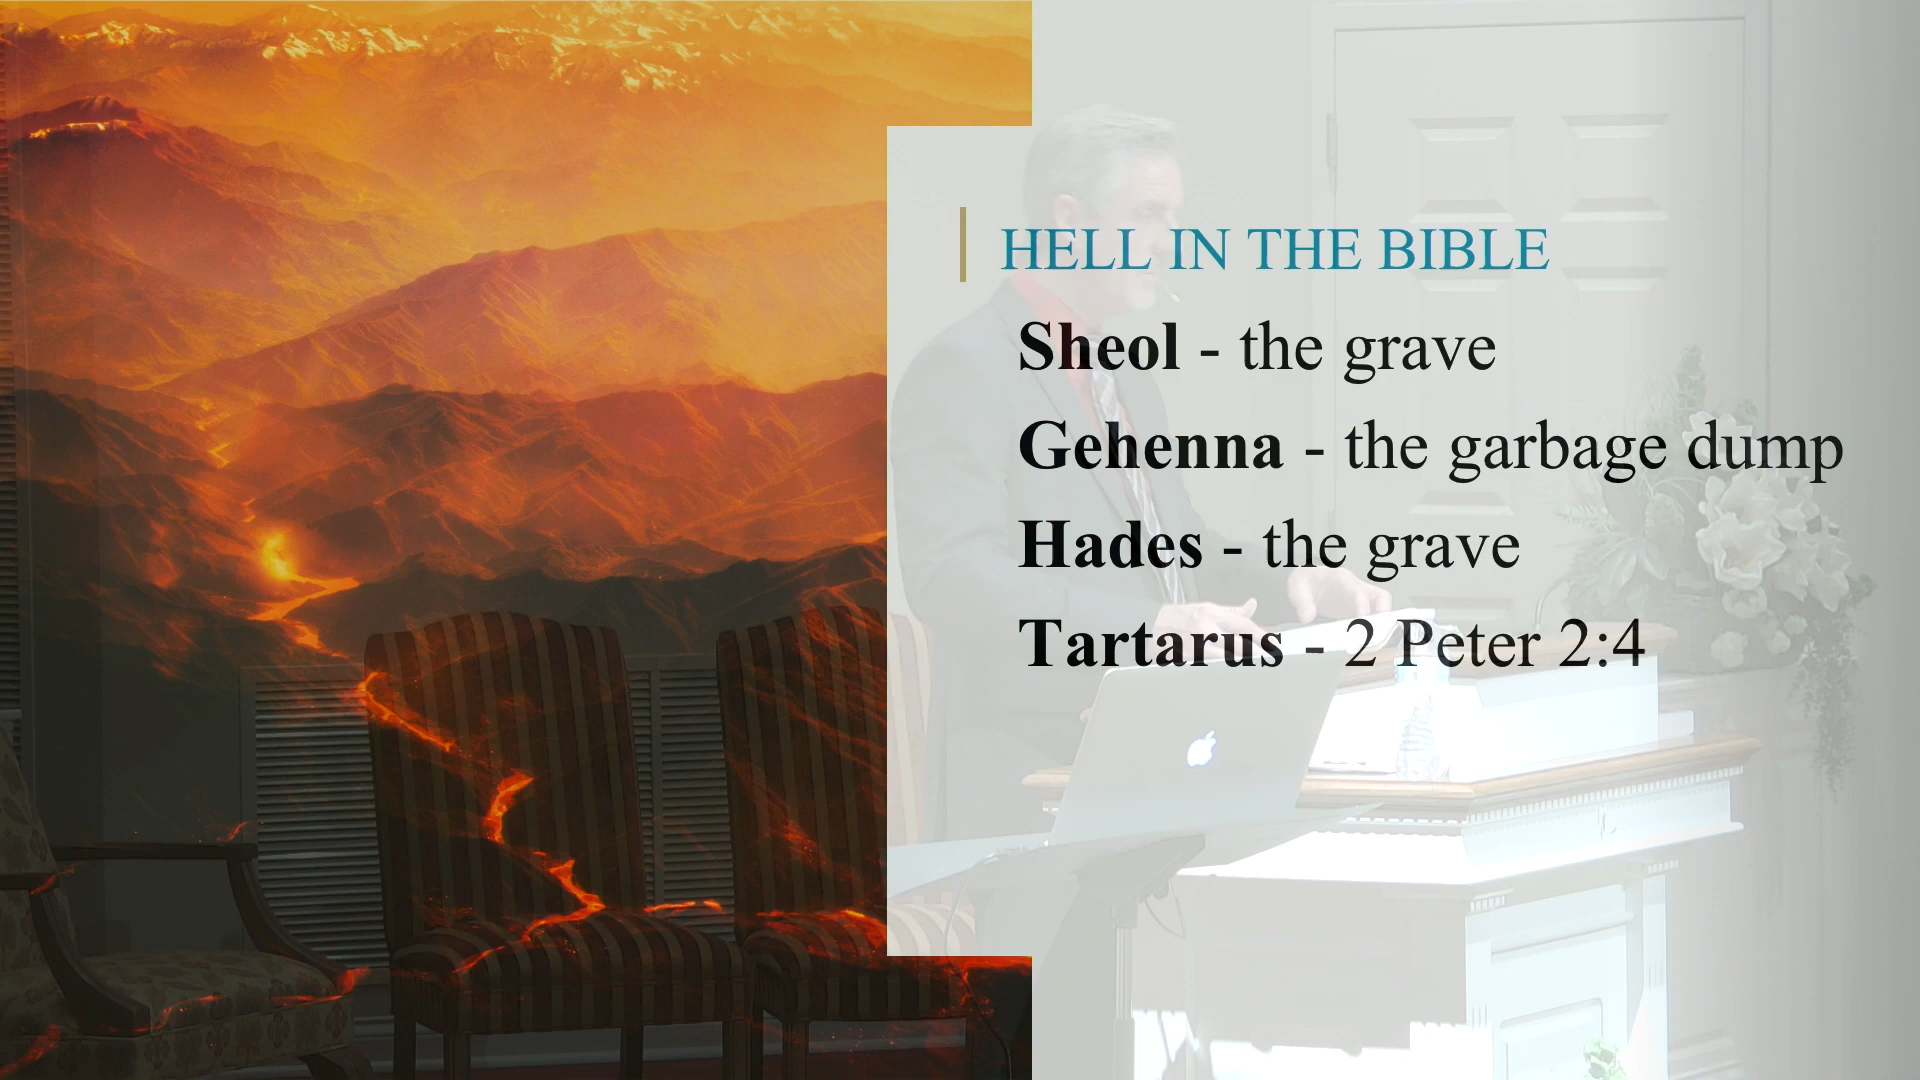 HELL IN THE BIBLE
Sheol - the grave
Gehenna - the garbage dump
Hades - the grave
Tartarus - 2 Peter 2:4